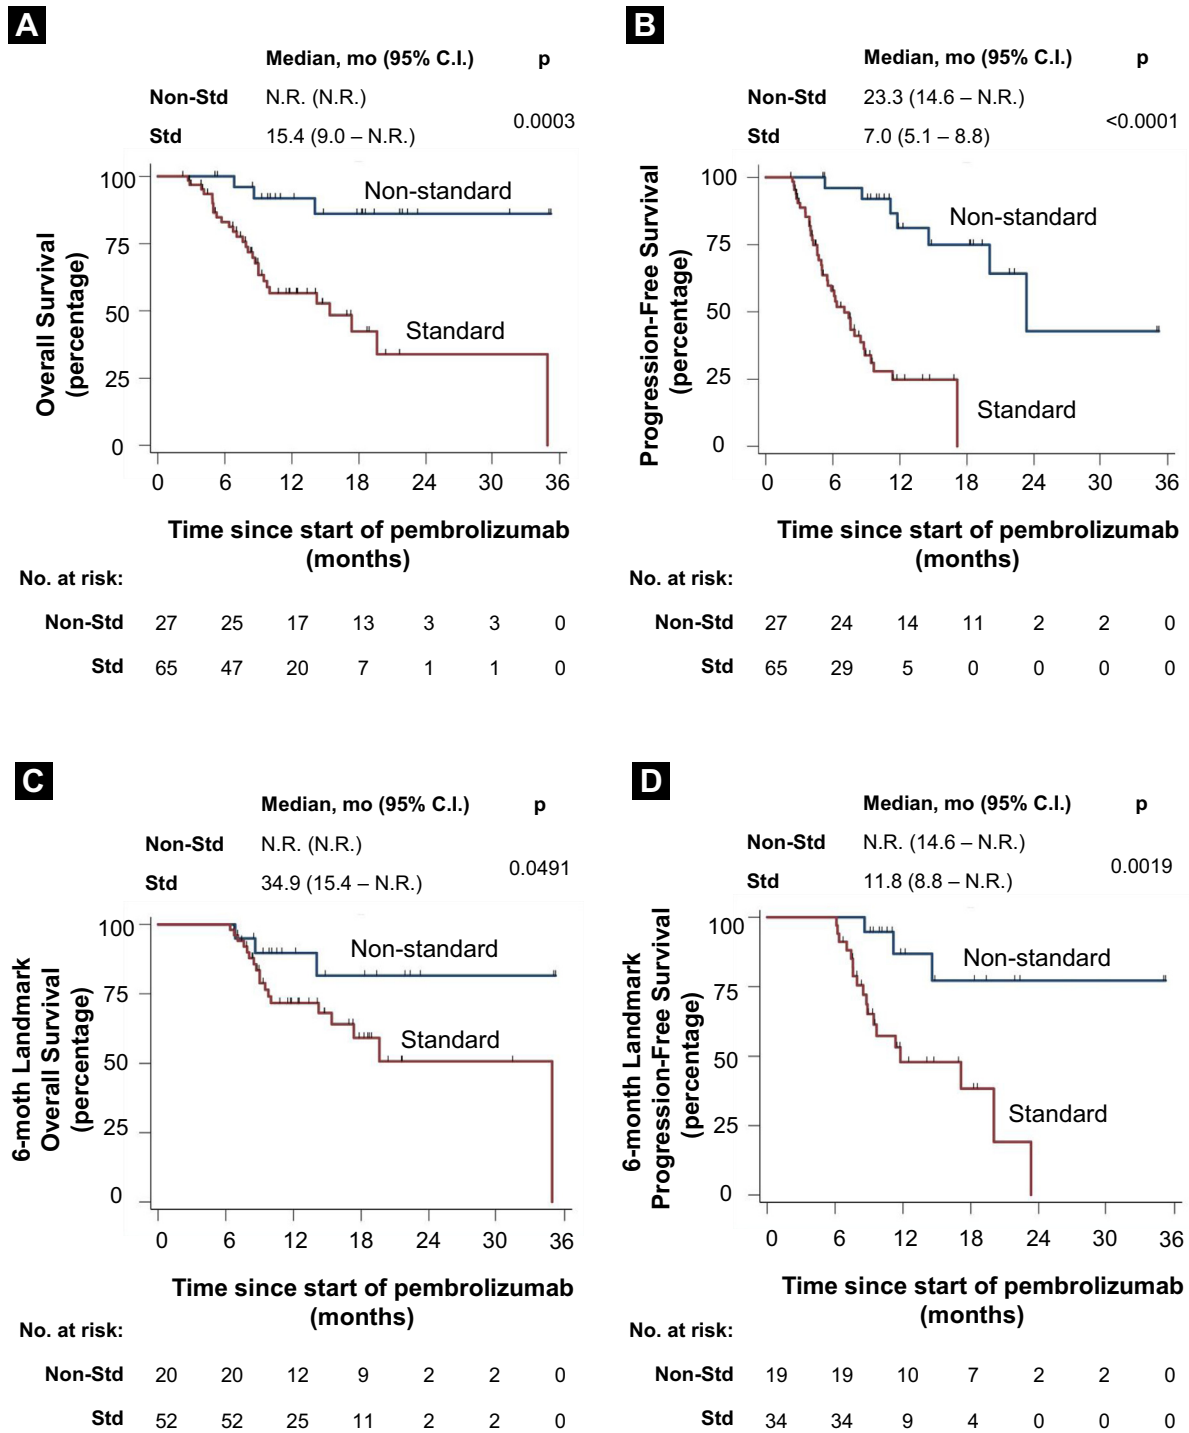 A
Median, mo (95% C.I.) p
Non-Std N.R. (N.R.)
0.0003
Std 15.4 (9.0 – N.R.)
Overall Survival
(percentage)
100
75
50
25
0
Non-standard
Standard
0 6 12 18 24 30 36
Time since start of pembrolizumab
(months)
No. at risk:
Non-Std 27 25 17 13 3 3 0
Std 65 47 20 7 1 1 0
B
Median, mo (95% C.I.) p
Non-Std 23.3 (14.6 – N.R.)
<0.0001
Std 7.0 (5.1 – 8.8)
Progression-Free Survival
(percentage)
100
75
50
25
0
Non-standard
Standard
0 6 12 18 24 30 36
Time since start of pembrolizumab
(months)
No. at risk:
Non-Std 27 24 14 11 2 2 0
Std 65 29 5 0 0 0 0
C
Median, mo (95% C.I.) p
Non-Std N.R. (N.R.)
0.0491
Std 34.9 (15.4 – N.R.)
6-moth Landmark
Overall Survival
(percentage)
100
75
50
25
0
Non-standard
Standard
0 6 12 18 24 30 36
Time since start of pembrolizumab
(months)
No. at risk:
Non-Std 20 20 12 9 2 2 0
Std 52 52 25 11 2 2 0
D
Median, mo (95% C.I.) p
Non-Std N.R. (14.6 – N.R.)
0.0019
Std 11.8 (8.8 – N.R.)
6-month Landmark
Progression-Free Survival
(percentage)
100
75
50
25
0
Non-standard
Standard
0 6 12 18 24 30 36
Time since start of pembrolizumab
(months)
No. at risk:
Non-Std 19 19 10 7 2 2 0
Std 34 34 9 4 0 0 0